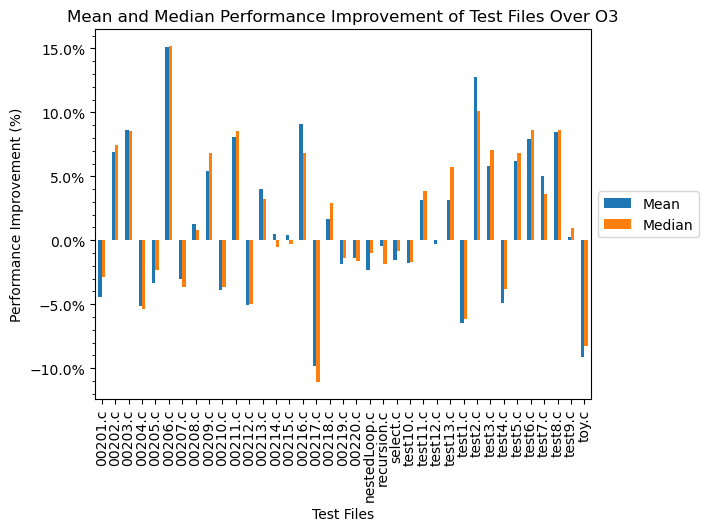 Mean and Median Performance Improvement of Test Files Over O3
Performance Improvement (%)
15.0%
10.0%
5.0%
0.0%
−5.0%
−10.0%
Mean
Median
00201.c
00202.c
00203.c
00204.c
00205.c
00206.c
00207.c
00208.c
00209.c
00210.c
00211.c
00212.c
00213.c
00214.c
00215.c
00216.c
00217.c
00218.c
00219.c
00220.c
nestedLoop.c
recursion.c
select.c
test10.c
test11.c
test12.c
test13.c
test1.c
test2.c
test3.c
test4.c
test5.c
test6.c
test7.c
test8.c
test9.c
toy.c
Test Files